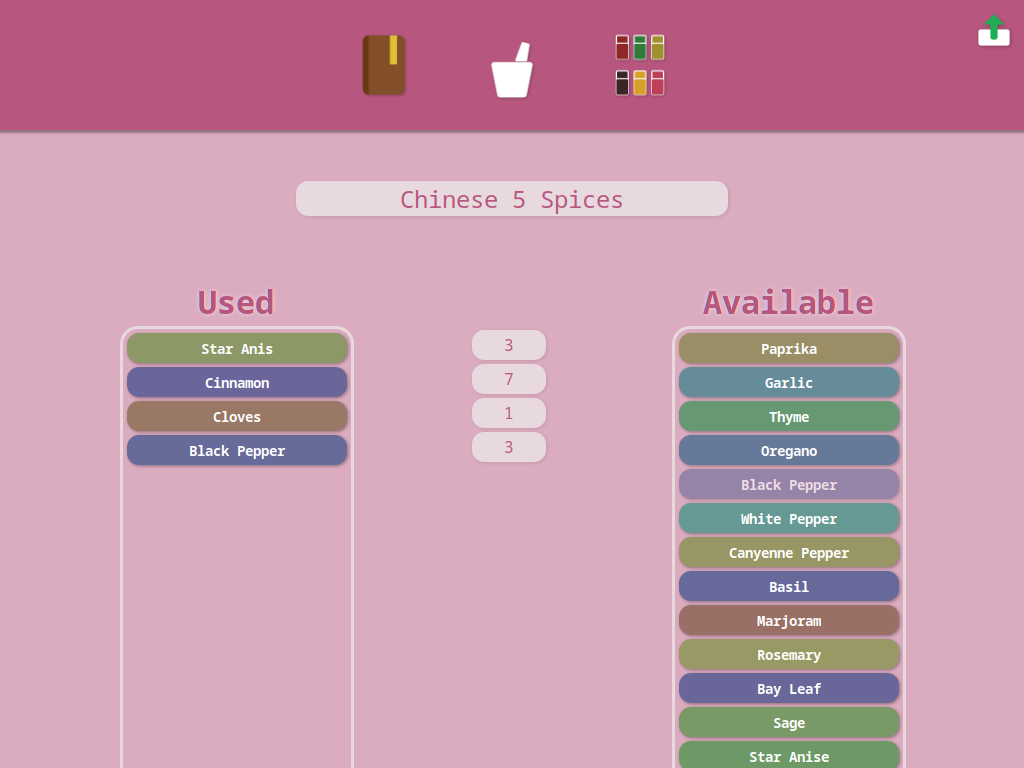 Chinese 5 Spices
Used
Star Anis
Cinnamon
Cloves
Black Pepper
3
7
1
3
Available
Paprika
Garlic
Thyme
Oregano
Black Pepper
White Pepper
Canyenne Pepper
Basil
Marjoram
Rosemary
Bay Leaf
Sage
Star Anise